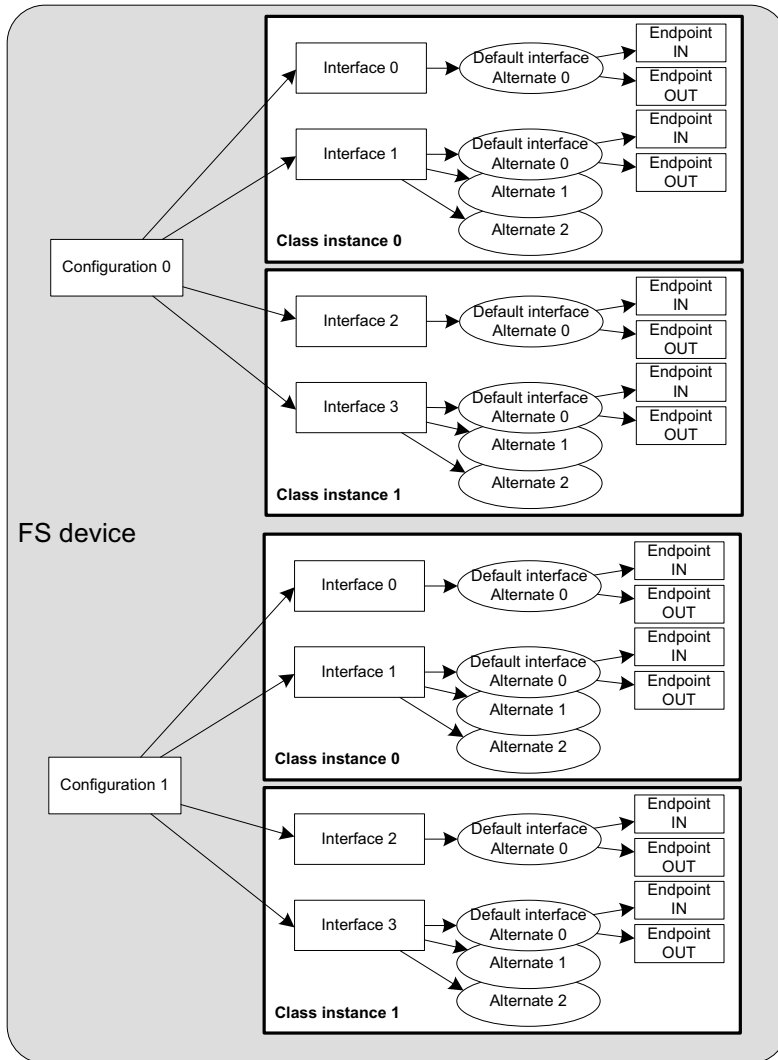 Interface 0
Default interface
Alternate 0
Endpoint
IN
Endpoint
OUT
Interface 1
Default interface
Alternate 0
Alternate 1
Alternate 2
Endpoint
IN
Endpoint
OUT
Class instance 0
Configuration 0
Interface 2
Default interface
Alternate 0
Endpoint
IN
Endpoint
OUT
Interface 3
Default interface
Alternate 0
Alternate 1
Alternate 2
Endpoint
IN
Endpoint
OUT
Class instance 1
FS device
Interface 0
Default interface
Alternate 0
Endpoint
IN
Endpoint
OUT
Interface 1
Default interface
Alternate 0
Alternate 1
Alternate 2
Endpoint
IN
Endpoint
OUT
Class instance 0
Configuration 1
Interface 2
Default interface
Alternate 0
Endpoint
IN
Endpoint
OUT
Interface 3
Default interface
Alternate 0
Alternate 1
Alternate 2
Endpoint
IN
Endpoint
OUT
Class instance 1